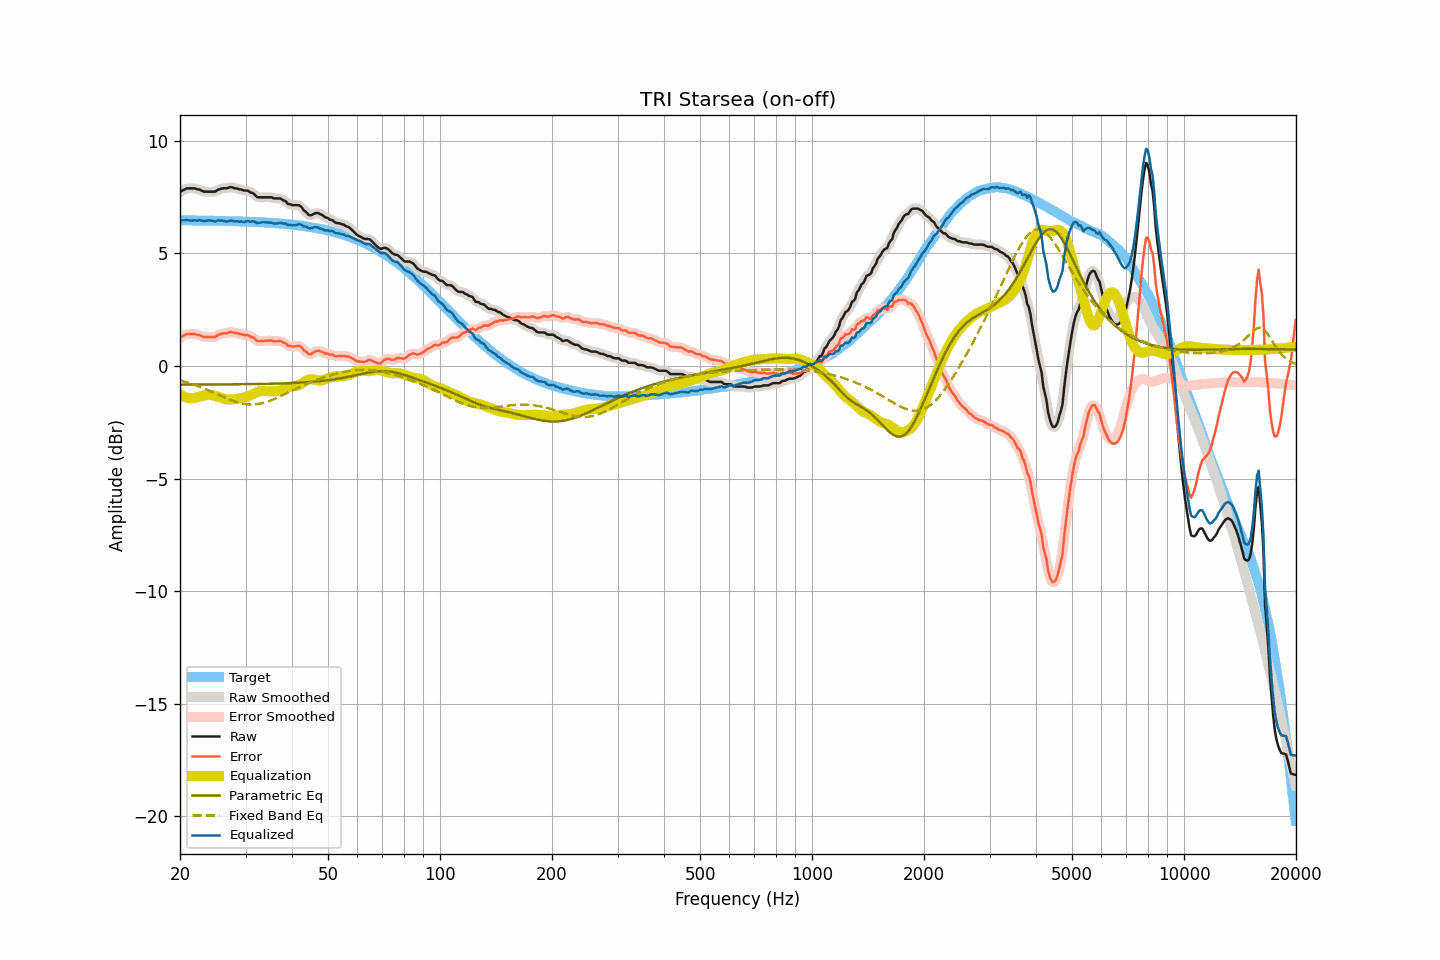 TRI Starsea (on-off)
Amplitude (dBr)
10
5
0
−5
−10
−15
−20
Target
Raw Smoothed
Error Smoothed
Raw
Error
Equalization
Parametric Eq
Fixed Band Eq
Equalized
20 50 100 200 500 1000 2000 5000 10000 20000
Frequency (Hz)